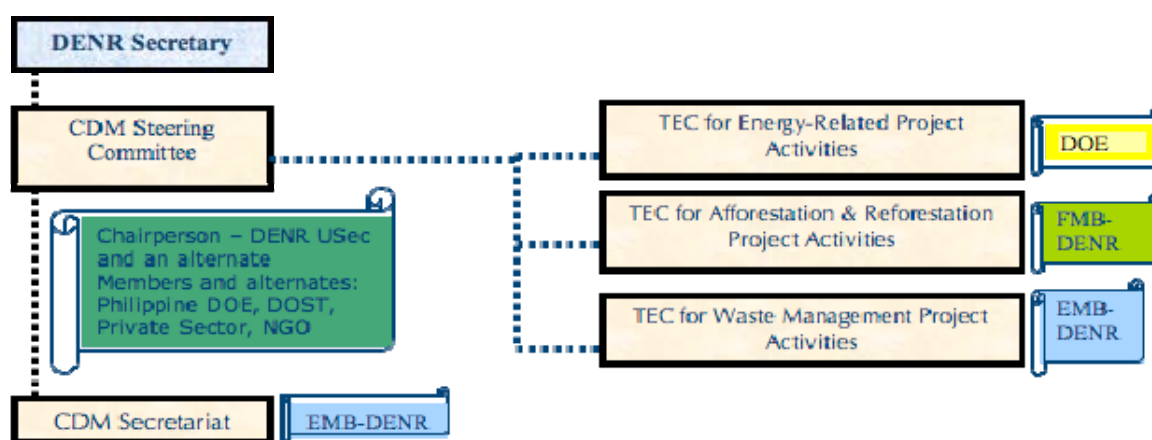 DENR Secretary
CDM Steering
Committee
Chairperson – DENR USec
and an alternate
Members and alternates:
Philippine DOE, DOST,
Private Sector, NGO
CDM Secretariat
EMB-DENR
TEC for Energy-Related Project
Activities
DOE
TEC for Afforestation & Reforestation
Project Activities
FMB-
DENR
TEC for Waste Management Project
Activities
EMB-
DENR